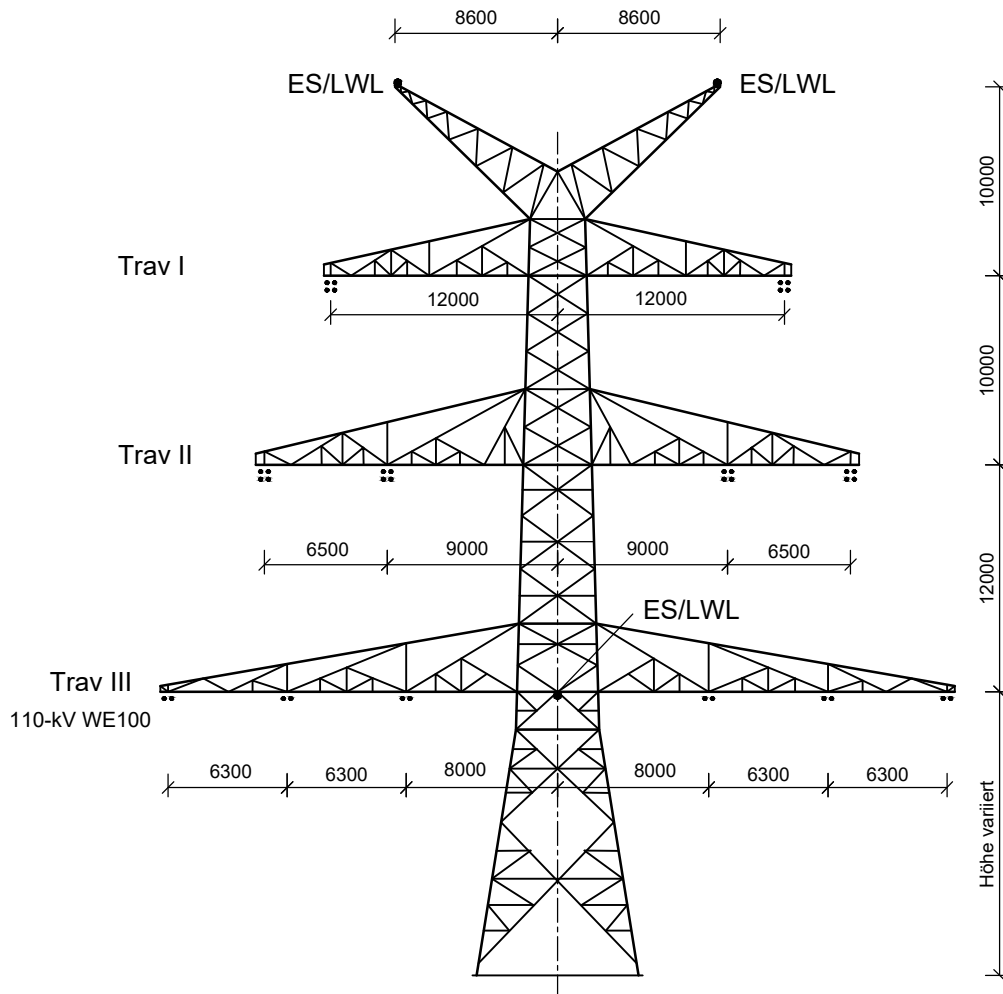 8600 8600
ES/LWL ES/LWL
10000
Trav I
12000 12000
10000
Trav II
6500 9000 9000 6500
12000
ES/LWL
Trav III
110-kV WE100
6300 6300 8000 8000 6300 6300
Höhe variiert